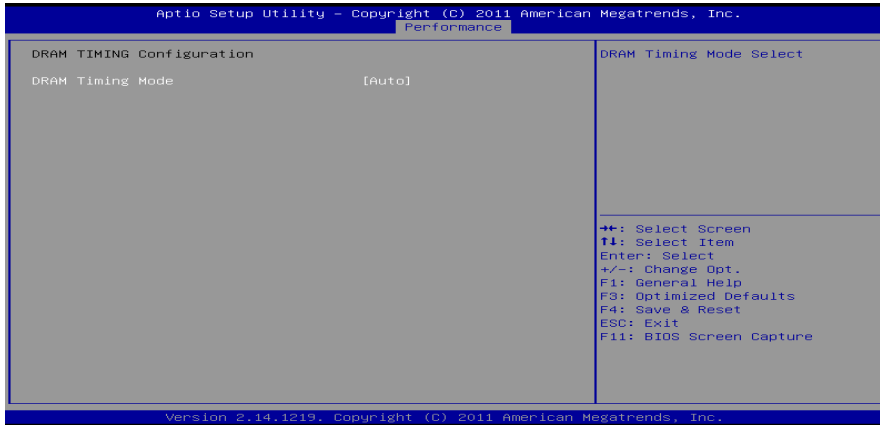 Aptio Setup Utility – Copyright (C) 2011 American Megatrends, Inc.
Performance
DRAM TIMING Configuration
DRAM Timing Mode [Auto]
DRAM Timing Mode Select
→←: Select Screen
↑↓: Select Item
Enter: Select
+/-: Change Opt.
F1: General Help
F3: Optimized Defaults
F4: Save & Reset
ESC: Exit
F11: BIOS Screen Capture
Version 2.14.1219. Copyright (C) 2011 American Megatrends, Inc.